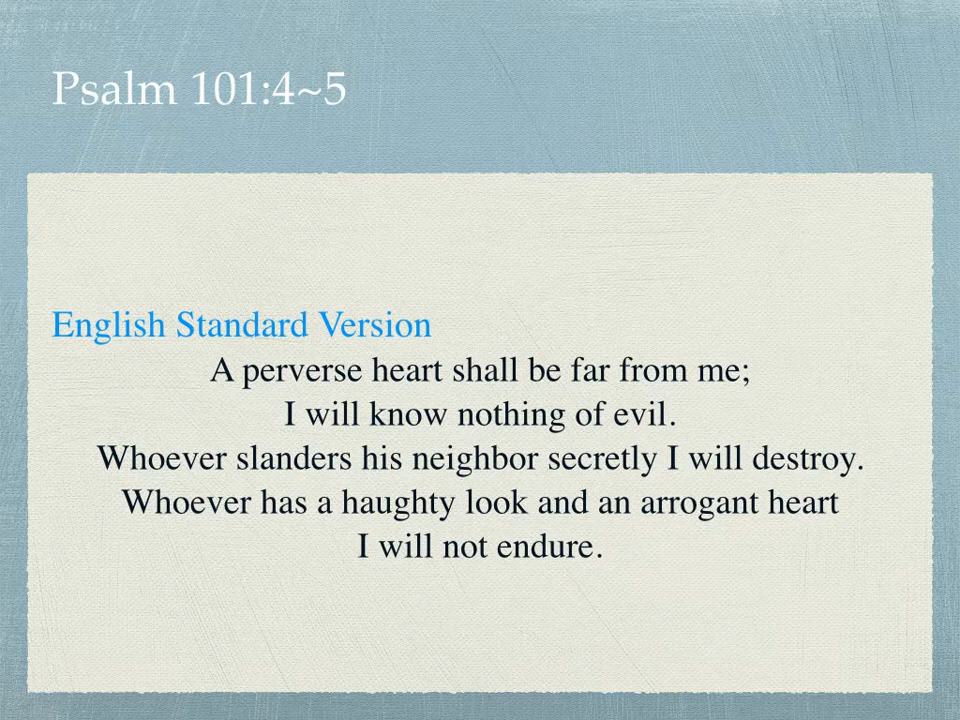 Psalm 101:4~5
English Standard Version
A perverse heart shall be far from me;
I will know nothing of evil.
Whoever slanders his neighbor secretly I will destroy.
Whoever has a haughty look and an arrogant heart
I will not endure.